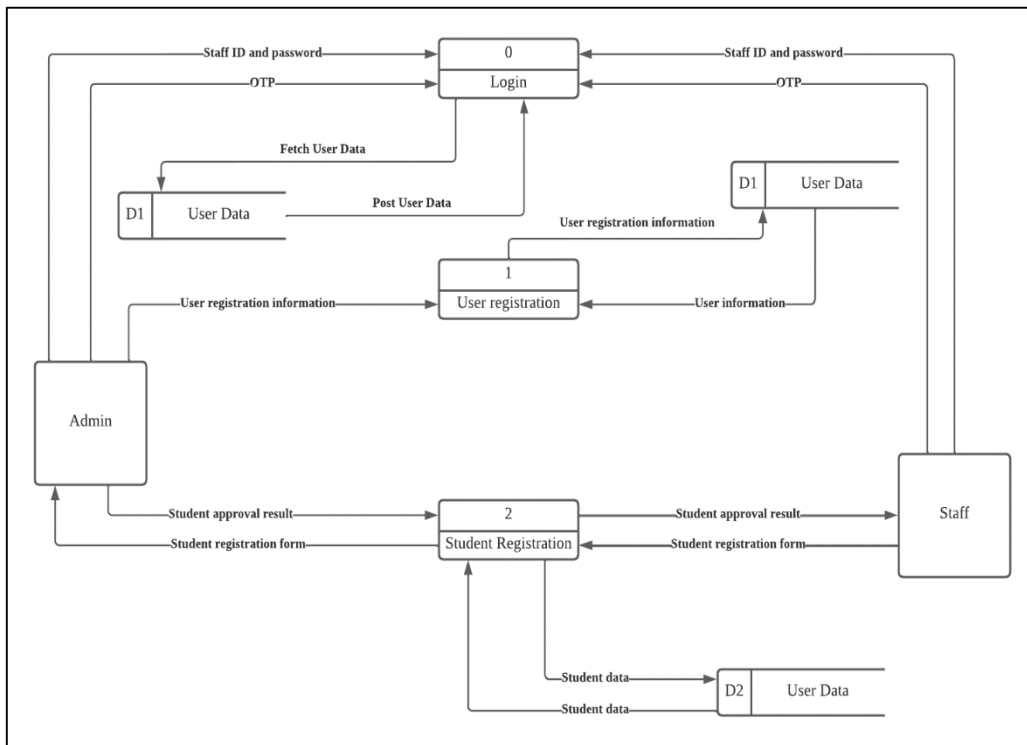 Staff ID and password
0
Staff ID and password
OTP
Login
OTP
Fetch User Data
D1
User Data
D1
User Data
Post User Data
User registration information
1
User registration information
User registration
User information
Admin
Student approval result
2
Student approval result
Staff
Student registration form
Student Registration
Student registration form
Student data
D2
User Data
Student data